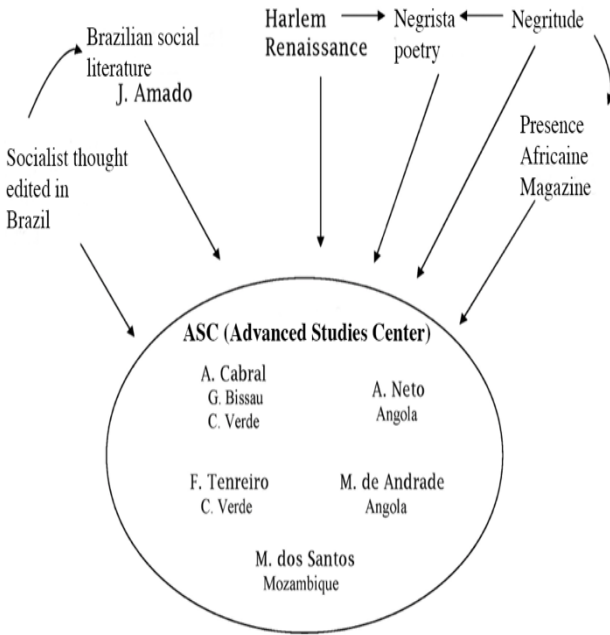 Brazilian social
literature
J. Amado
Harlem
Renaissance
Negrista
poetry
Negritude
Socialist thought
edited in
Brazil
Presence
Africaine
Magazine
ASC (Advanced Studies Center)
A. Cabral
G. Bissau
C. Verde
A. Neto
Angola
F. Tenreiro
C. Verde
M. de Andrade
Angola
M. dos Santos
Mozambique